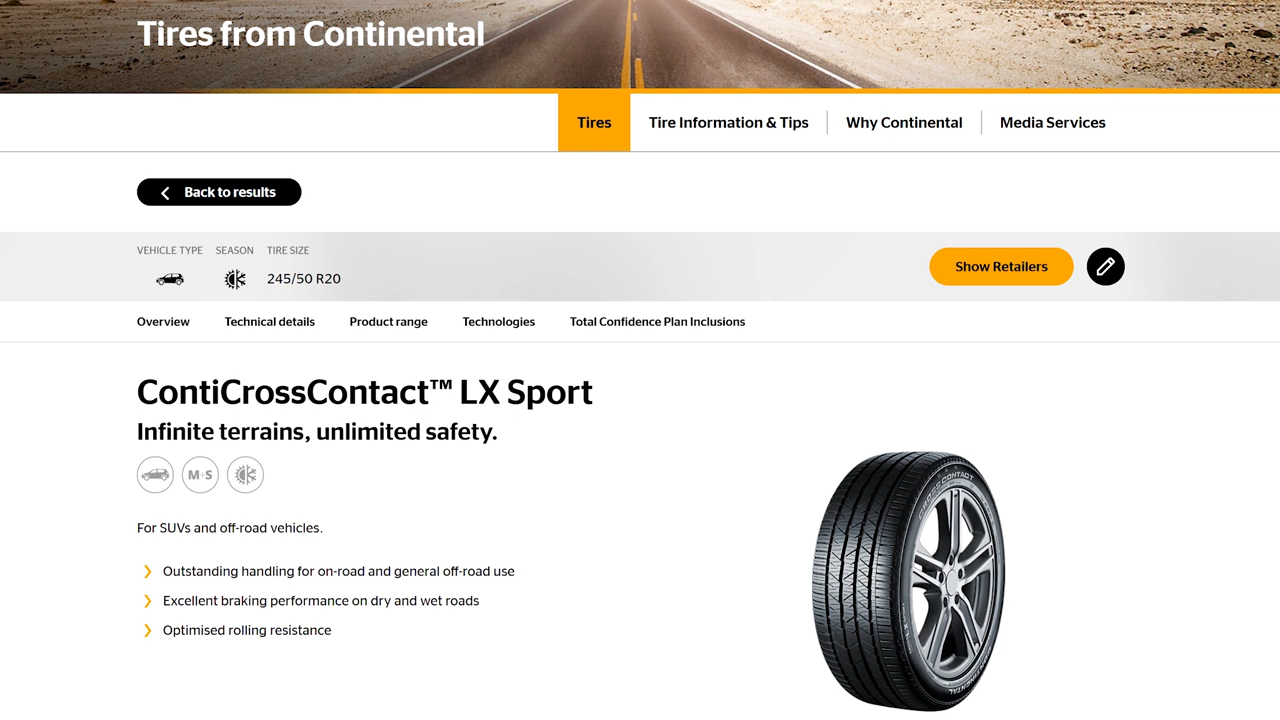 Tires from Continental
Tires
Tire Information & Tips
Why Continental
Media Services
Back to results
VEHICLE TYPE SEASON TIRE SIZE
245/50 R20
Show Retailers
Overview
Technical details
Product range
Technologies
Total Confidence Plan Inclusions
ContiCrossContact™ LX Sport
Infinite terrains, unlimited safety.
M+S
For SUVs and off-road vehicles.
Outstanding handling for on-road and general off-road use
Excellent braking performance on dry and wet roads
Optimised rolling resistance
CROSS CONTACT
CONTINENTAL